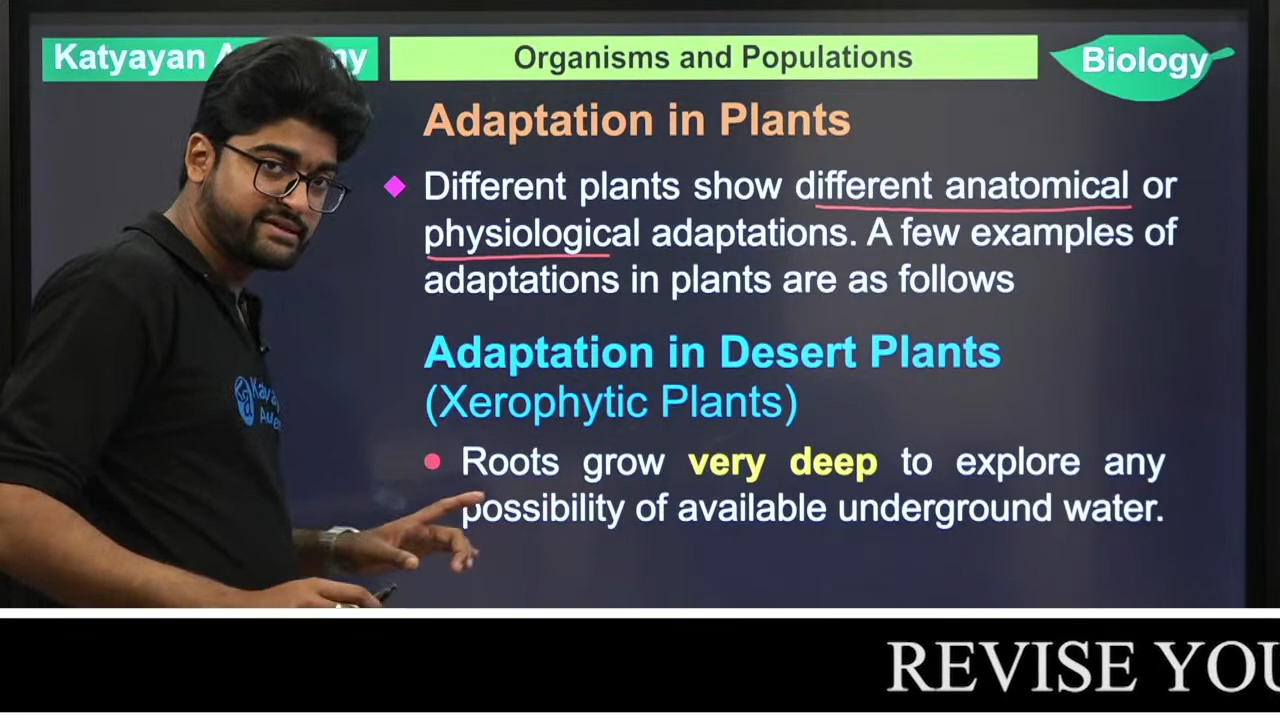 Katyayan
Organisms and Populations
Biology
Adaptation in Plants
Different plants show different anatomical or
physiological adaptations. A few examples of
adaptations in plants are as follows
Adaptation in Desert Plants
(Xerophytic Plants)
Roots grow very deep to explore any
possibility of available underground water.
REVISE